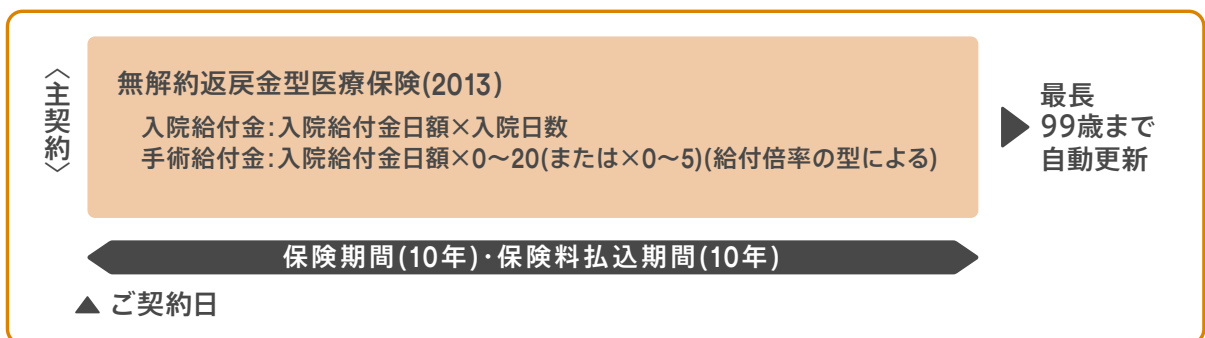 〈主契約〉
無解約返戻金型医療保険(2013)
入院給付金:入院給付金日額×入院日数
手術給付金:入院給付金日額×0～20(または×0～5)(給付倍率の型による)
最長
99歳まで
自動更新
保険期間(10年)・保険料払込期間(10年)
▲ ご契約日